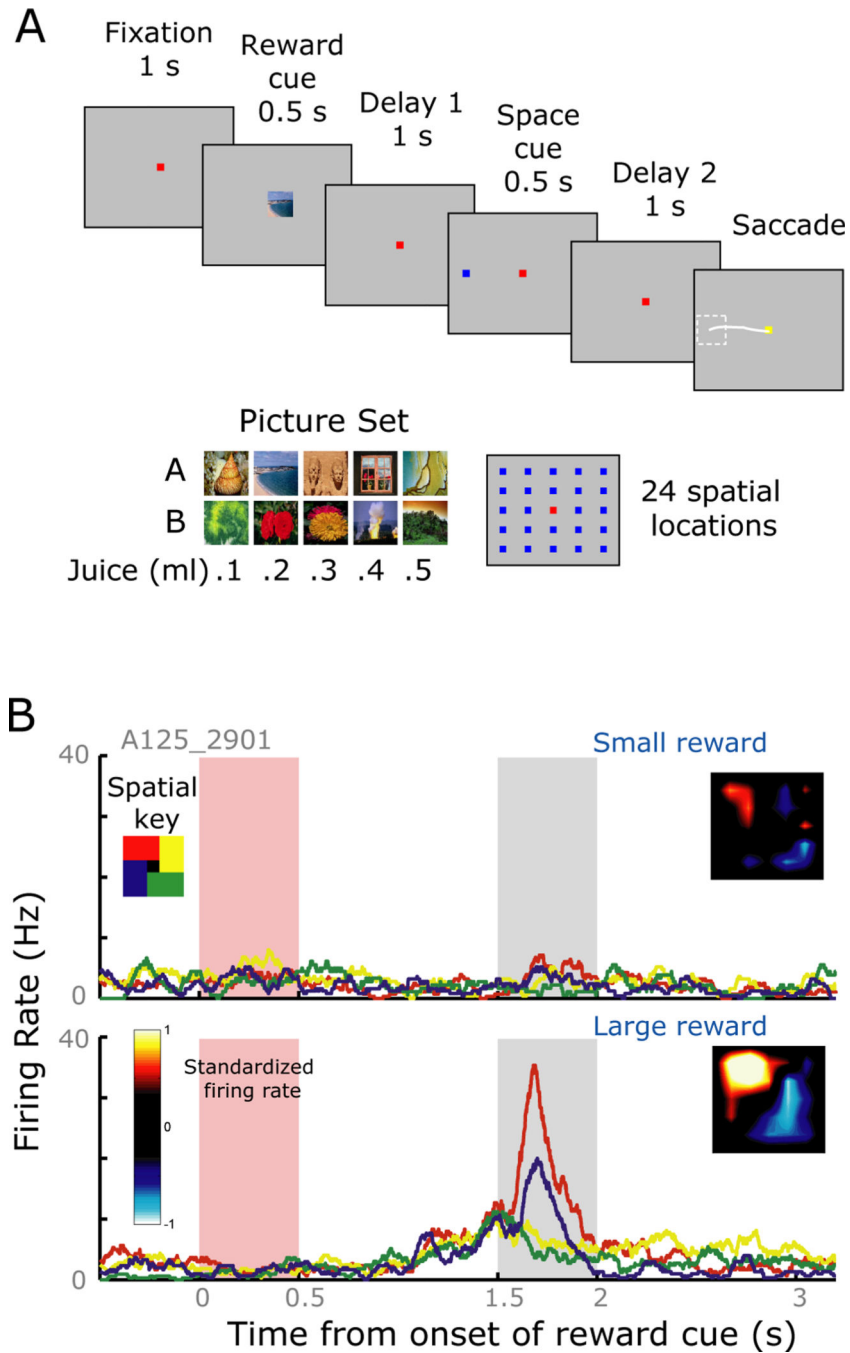 A
Fixation
1 s
Reward
cue
0.5 s
Delay 1
1 s
Space
cue
0.5 s
Delay 2
1 s
Saccade
Picture Set
A
B
Juice (ml) .1 .2 .3 .4 .5
24 spatial
locations
B
A125_2901
Small reward
40
Spatial
key
0
Firing Rate (Hz)
Large reward
40
1
0
-1
Standardized
firing rate
0
0 0.5 1.5 2 3
Time from onset of reward cue (s)